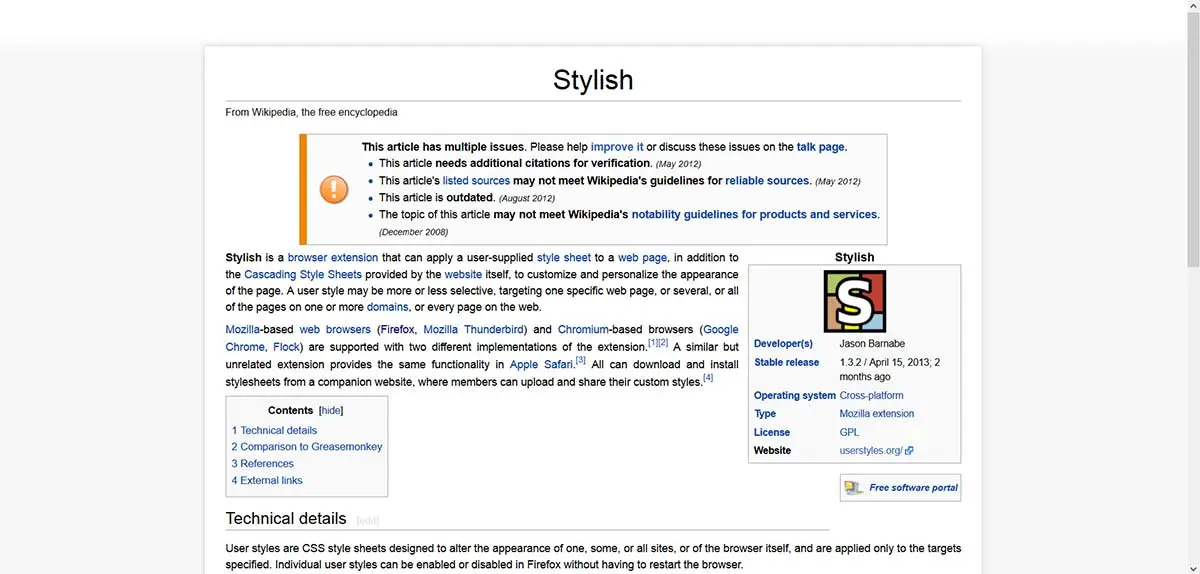 Stylish
From Wikipedia, the free encyclopedia
This article has multiple issues. Please help improve it or discuss these issues on the talk page.
• This article needs additional citations for verification. (May 2012)
• This article's listed sources may not meet Wikipedia's guidelines for reliable sources. (May 2012)
• This article is outdated. (August 2012)
• The topic of this article may not meet Wikipedia's notability guidelines for products and services.
(December 2008)
Stylish is a browser extension that can apply a user-supplied style sheet to a web page, in addition to
the Cascading Style Sheets provided by the website itself, to customize and personalize the appearance
of the page. A user style may be more or less selective, targeting one specific web page, or several, or all
of the pages on one or more domains, or every page on the web.
Mozilla-based web browsers (Firefox, Mozilla Thunderbird) and Chromium-based browsers (Google
Chrome, Flock) are supported with two different implementations of the extension.[1][2] A similar but
unrelated extension provides the same functionality in Apple Safari.[3] All can download and install
stylesheets from a companion website, where members can upload and share their custom styles.[4]
Stylish
S
Developer(s) Jason Barnabe
Stable release 1.3.2 / April 15, 2013; 2
months ago
Operating system Cross-platform
Type Mozilla extension
License GPL
Website userstyles.org/
Free software portal
Contents [hide]
1 Technical details
2 Comparison to Greasemonkey
3 References
4 External links
Technical details [edit]
User styles are CSS style sheets designed to alter the appearance of one, some, or all sites, or of the browser itself, and are applied only to the targets
specified. Individual user styles can be enabled or disabled in Firefox without having to restart the browser.